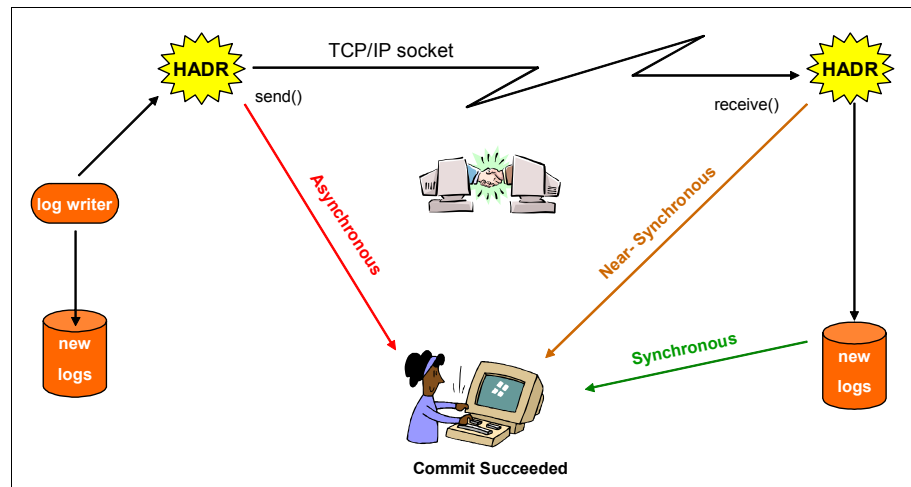 TCP/IP socket
HADR
HADR
send()
receive()
Asynchronous
Near- Synchronous
log writer
new
logs
Synchronous
new
logs
Commit Succeeded